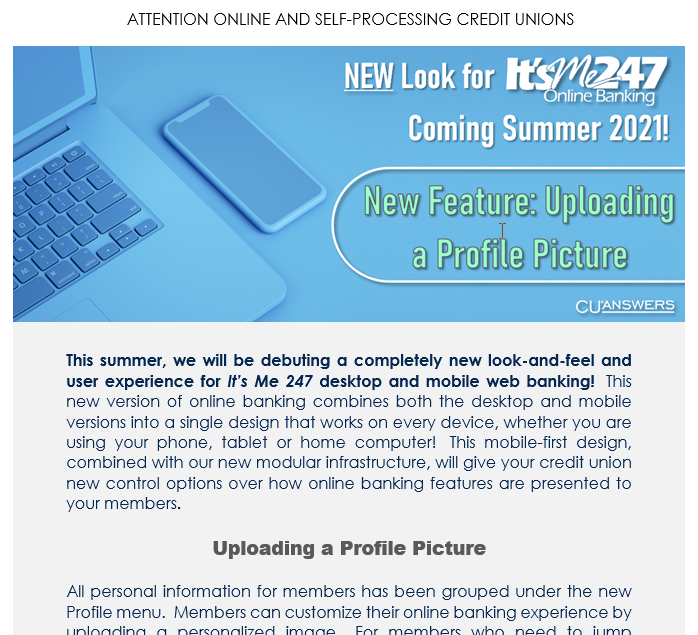 ATTENTION ONLINE AND SELF-PROCESSING CREDIT UNIONS
NEW Look for It'sMe247
Online Banking
Coming Summer 2021!
New Feature: Uploading
a Profile Picture
CU*ANSWERS
This summer, we will be debuting a completely new look-and-feel and
user experience for It's Me 247 desktop and mobile web banking! This
new version of online banking combines both the desktop and mobile
versions into a single design that works on every device, whether you are
using your phone, tablet or home computer! This mobile-first design,
combined with our new modular infrastructure, will give your credit union
new control options over how online banking features are presented to
your members.
Uploading a Profile Picture
All personal information for members has been grouped under the new
Profile menu. Members can customize their online banking experience by
uploading a personalized image. For members who need to jump